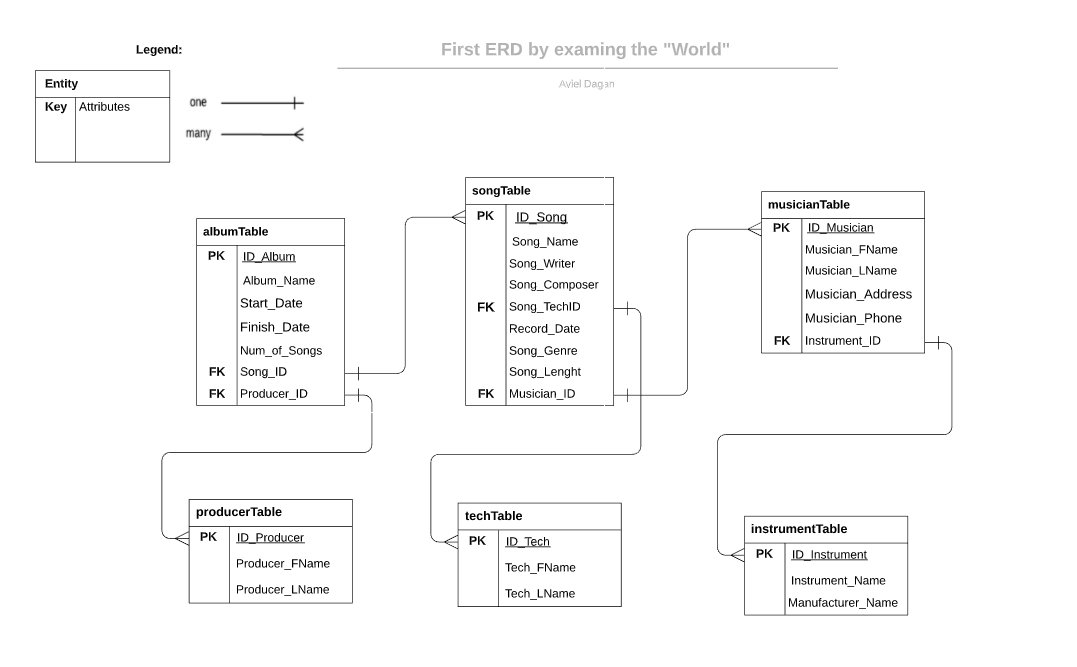 First ERD by examing the "World"
Aviel Dagan
Legend:
Entity
Key Attributes
one
many
albumTable
PK ID_Album
Album_Name
Start_Date
Finish_Date
Num_of_Songs
FK Song_ID
FK Producer_ID
songTable
PK ID_Song
Song_Name
Song_Writer
Song_Composer
FK Song_TechID
Record_Date
Song_Genre
Song_Lenght
FK Musician_ID
musicianTable
PK ID_Musician
Musician_FName
Musician_LName
Musician_Address
Musician_Phone
FK Instrument_ID
producerTable
PK ID_Producer
Producer_FName
Producer_LName
techTable
PK ID_Tech
Tech_FName
Tech_LName
instrumentTable
PK ID_Instrument
Instrument_Name
Manufacturer_Name